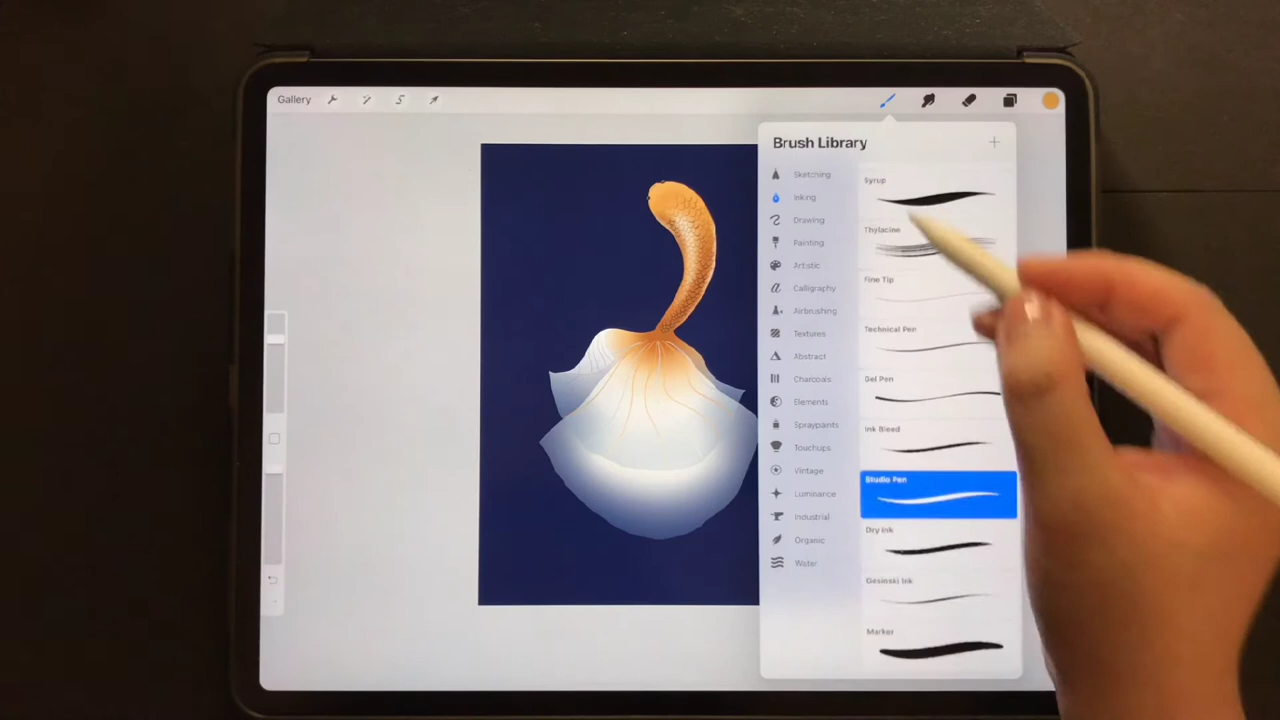 Gallery
Brush Library
Sketching
Inking
Drawing
Painting
Artistic
Calligraphy
Airbrushing
Textures
Abstract
Charcoals
Elements
Spraypaints
Touchups
Vintage
Luminance
Industrial
Organic
Water
Syrup
Thylacine
Fine Tip
Technical Pen
Gel Pen
Ink Bleed
Studio Pen
Dry Ink
Gesinski Ink
Marker